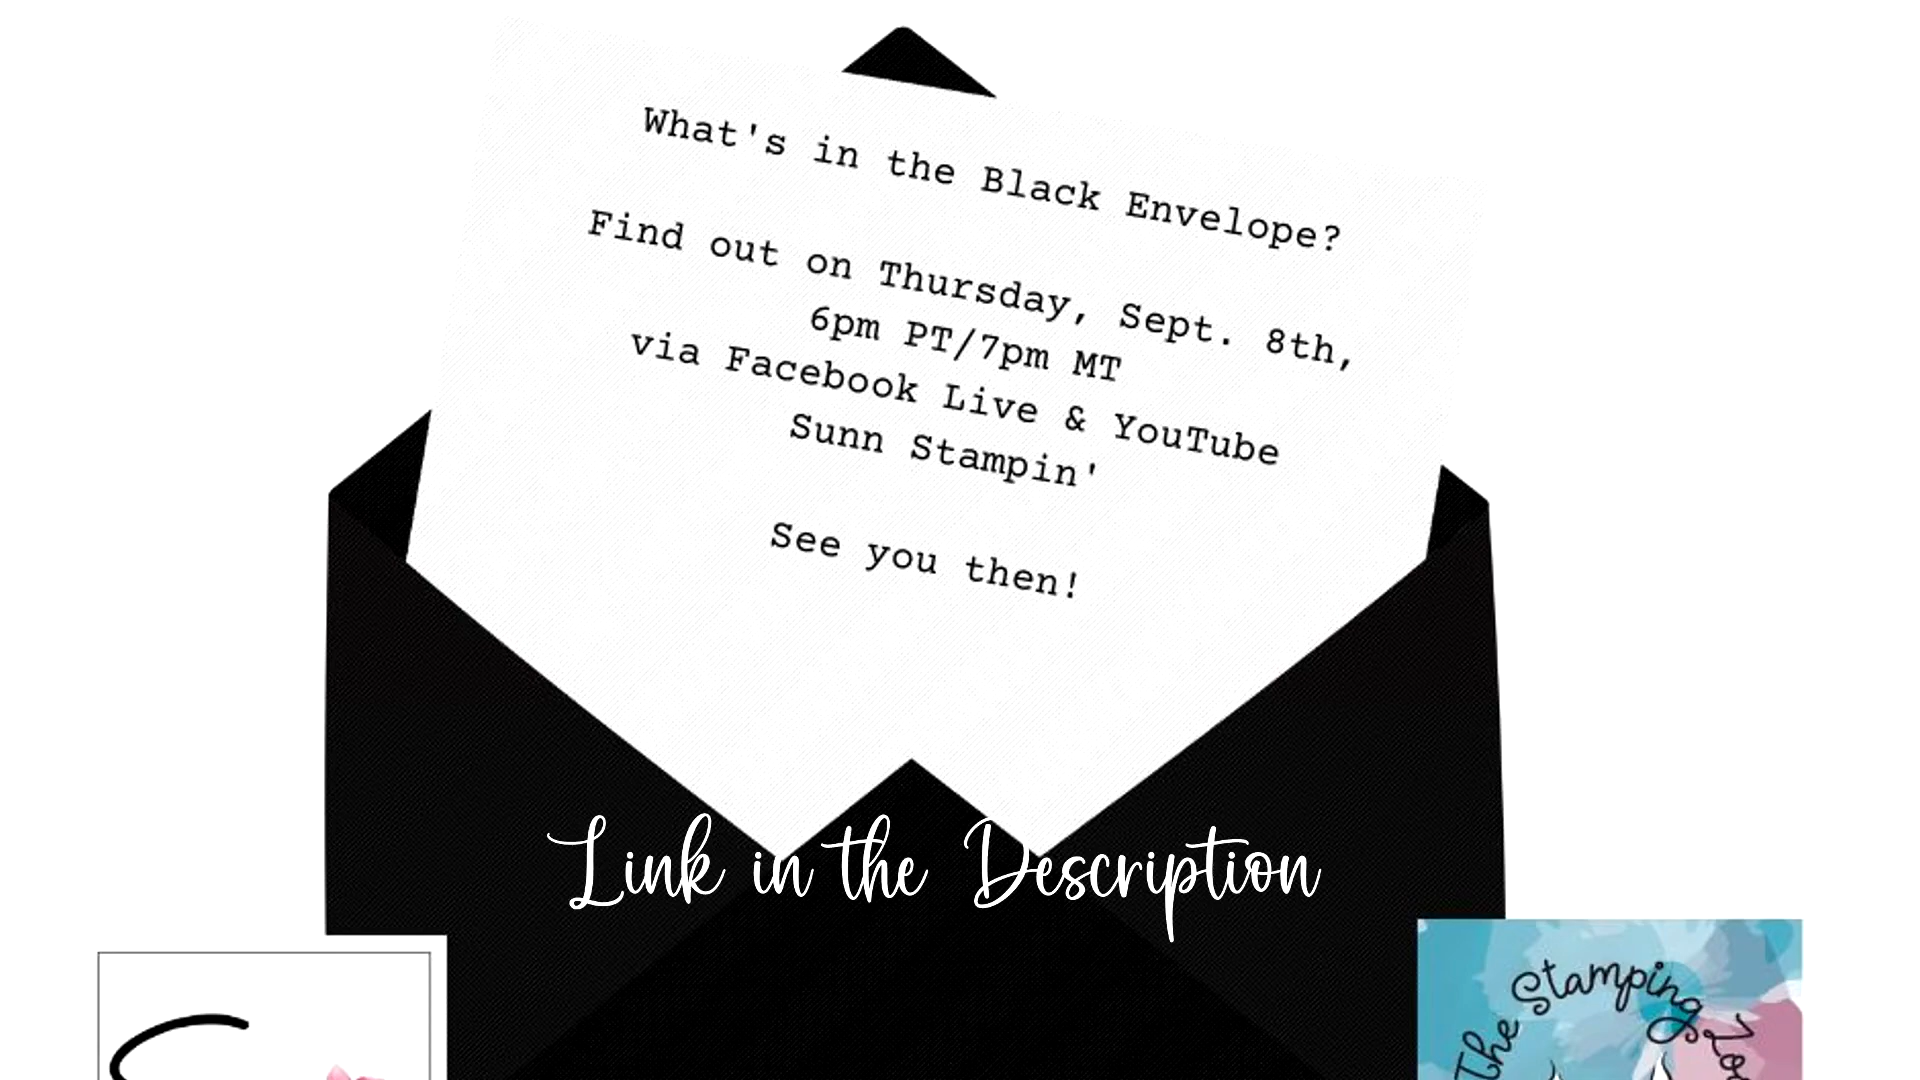 What's in the Black Envelope?
Find out on Thursday, Sept. 8th,
6pm PT/7pm MT
via Facebook Live & YouTube
Sunn Stampin'
See you then!
Link in the Description
The Stamping